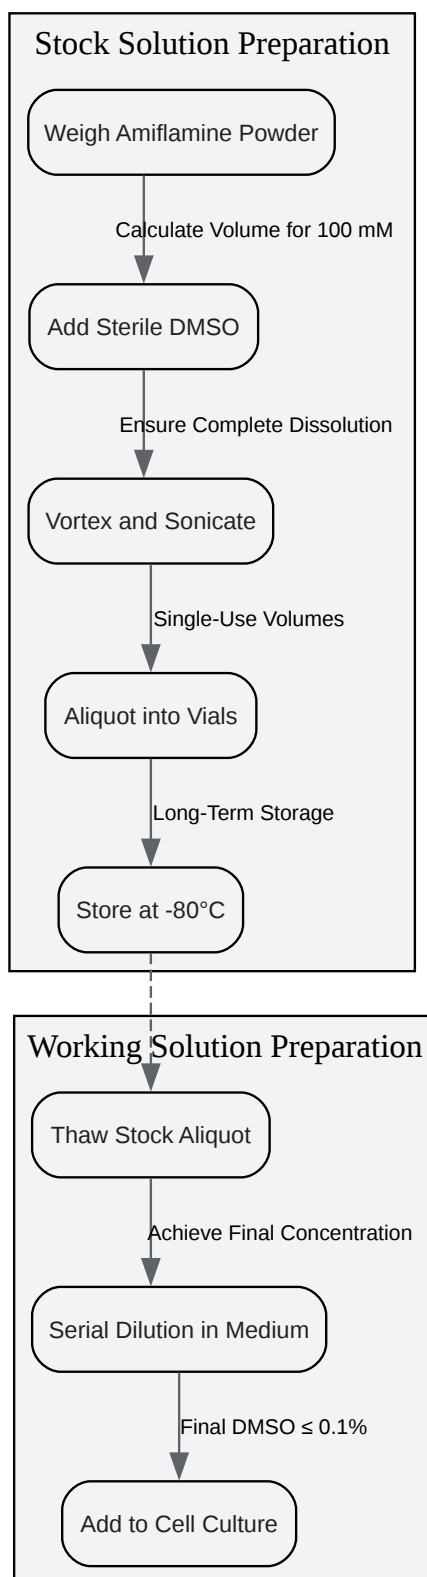 Stock Solution Preparation
Weigh Amiflamine Powder
Calculate Volume for 100 mM
Add Sterile DMSO
Ensure Complete Dissolution
Vortex and Sonicate
Single-Use Volumes
Aliquot into Vials
Long-Term Storage
Store at -80°C
Working Solution Preparation
Thaw Stock Aliquot
Achieve Final Concentration
Serial Dilution in Medium
Final DMSO ≤ 0.1%
Add to Cell Culture